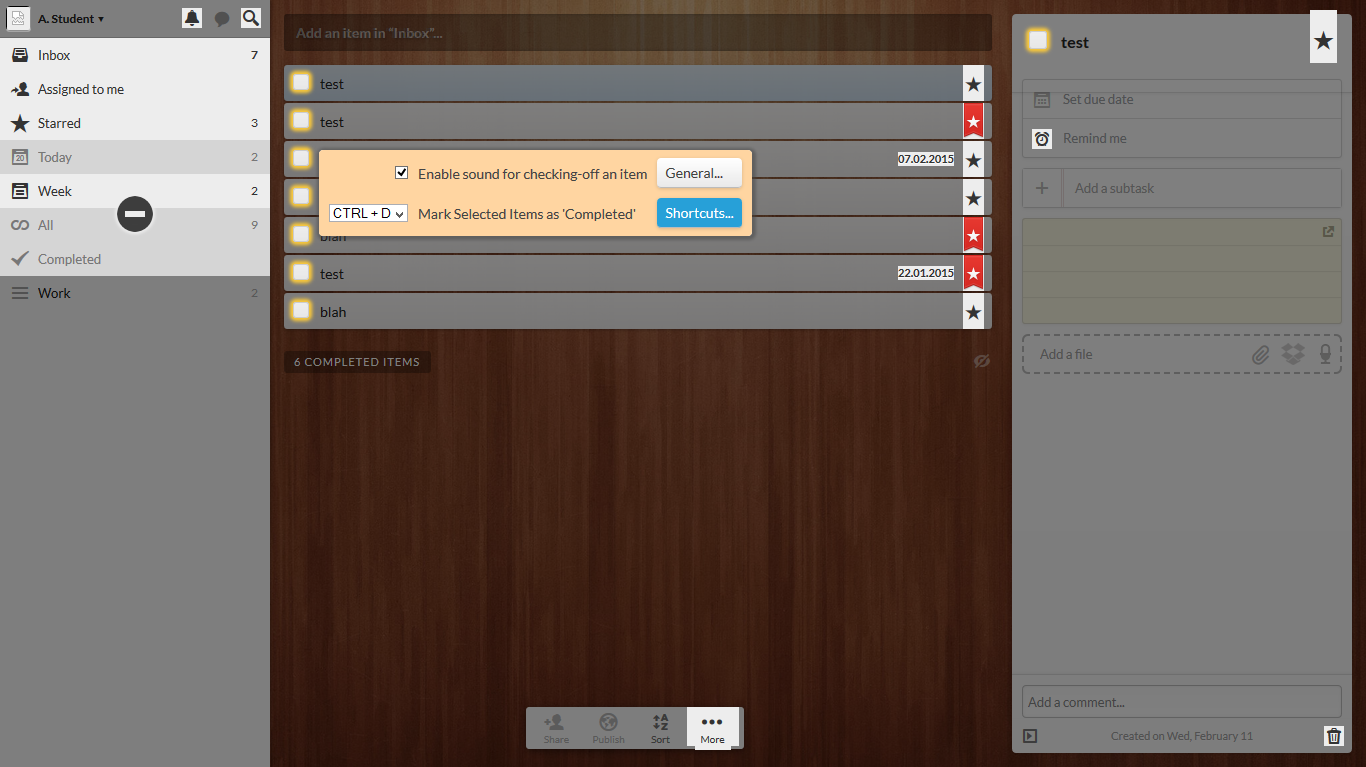 A. Student
Inbox 7
Assigned to me
Starred 3
20 Today 2
Week 2
All 9
Completed
Work 2
Add an item in "Inbox"...
test
test
07.02.2015
blah
test 22.01.2015
blah
Enable sound for checking-off an item General...
CTRL + D Mark Selected Items as 'Completed' Shortcuts...
6 COMPLETED ITEMS
Share Publish Sort More
A Z
test
Set due date
Remind me
Add a subtask
Add a file
Add a comment...
Created on Wed, February 11